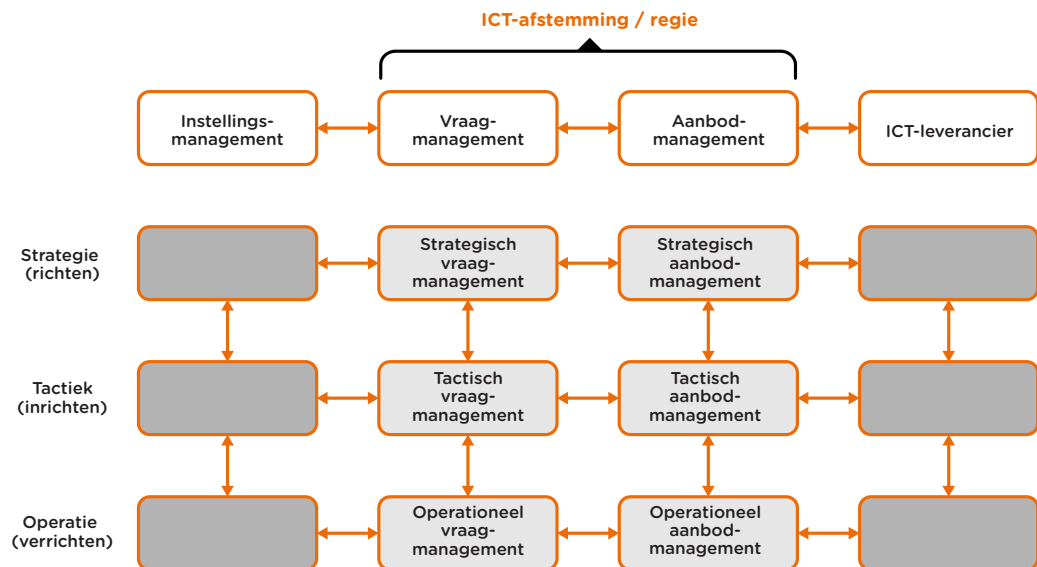 ICT-afstemming / regie
Instellings-
management
Vraag-
management
Aanbod-
management
ICT-leverancier
Strategie
(richten)
Strategisch
vraag-
management
Strategisch
aanbod-
management
Tactiek
(inrichten)
Tactisch
vraag-
management
Tactisch
aanbod-
management
Operatie
(verrichten)
Operationeel
vraag-
management
Operationeel
aanbod-
management